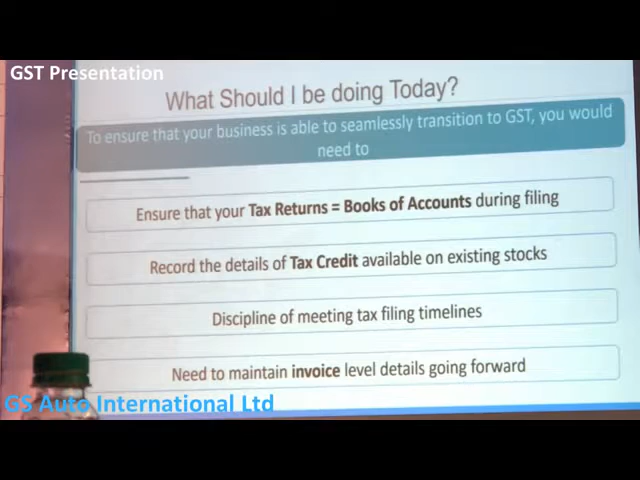 GST Presentation
What Should I be doing Today?
To ensure that your business is able to seamlessly transition to GST, you would
need to
Ensure that your Tax Returns = Books of Accounts during filing
Record the details of Tax Credit available on existing stocks
Discipline of meeting tax filing timelines
Need to maintain invoice level details going forward
GS Auto International Ltd